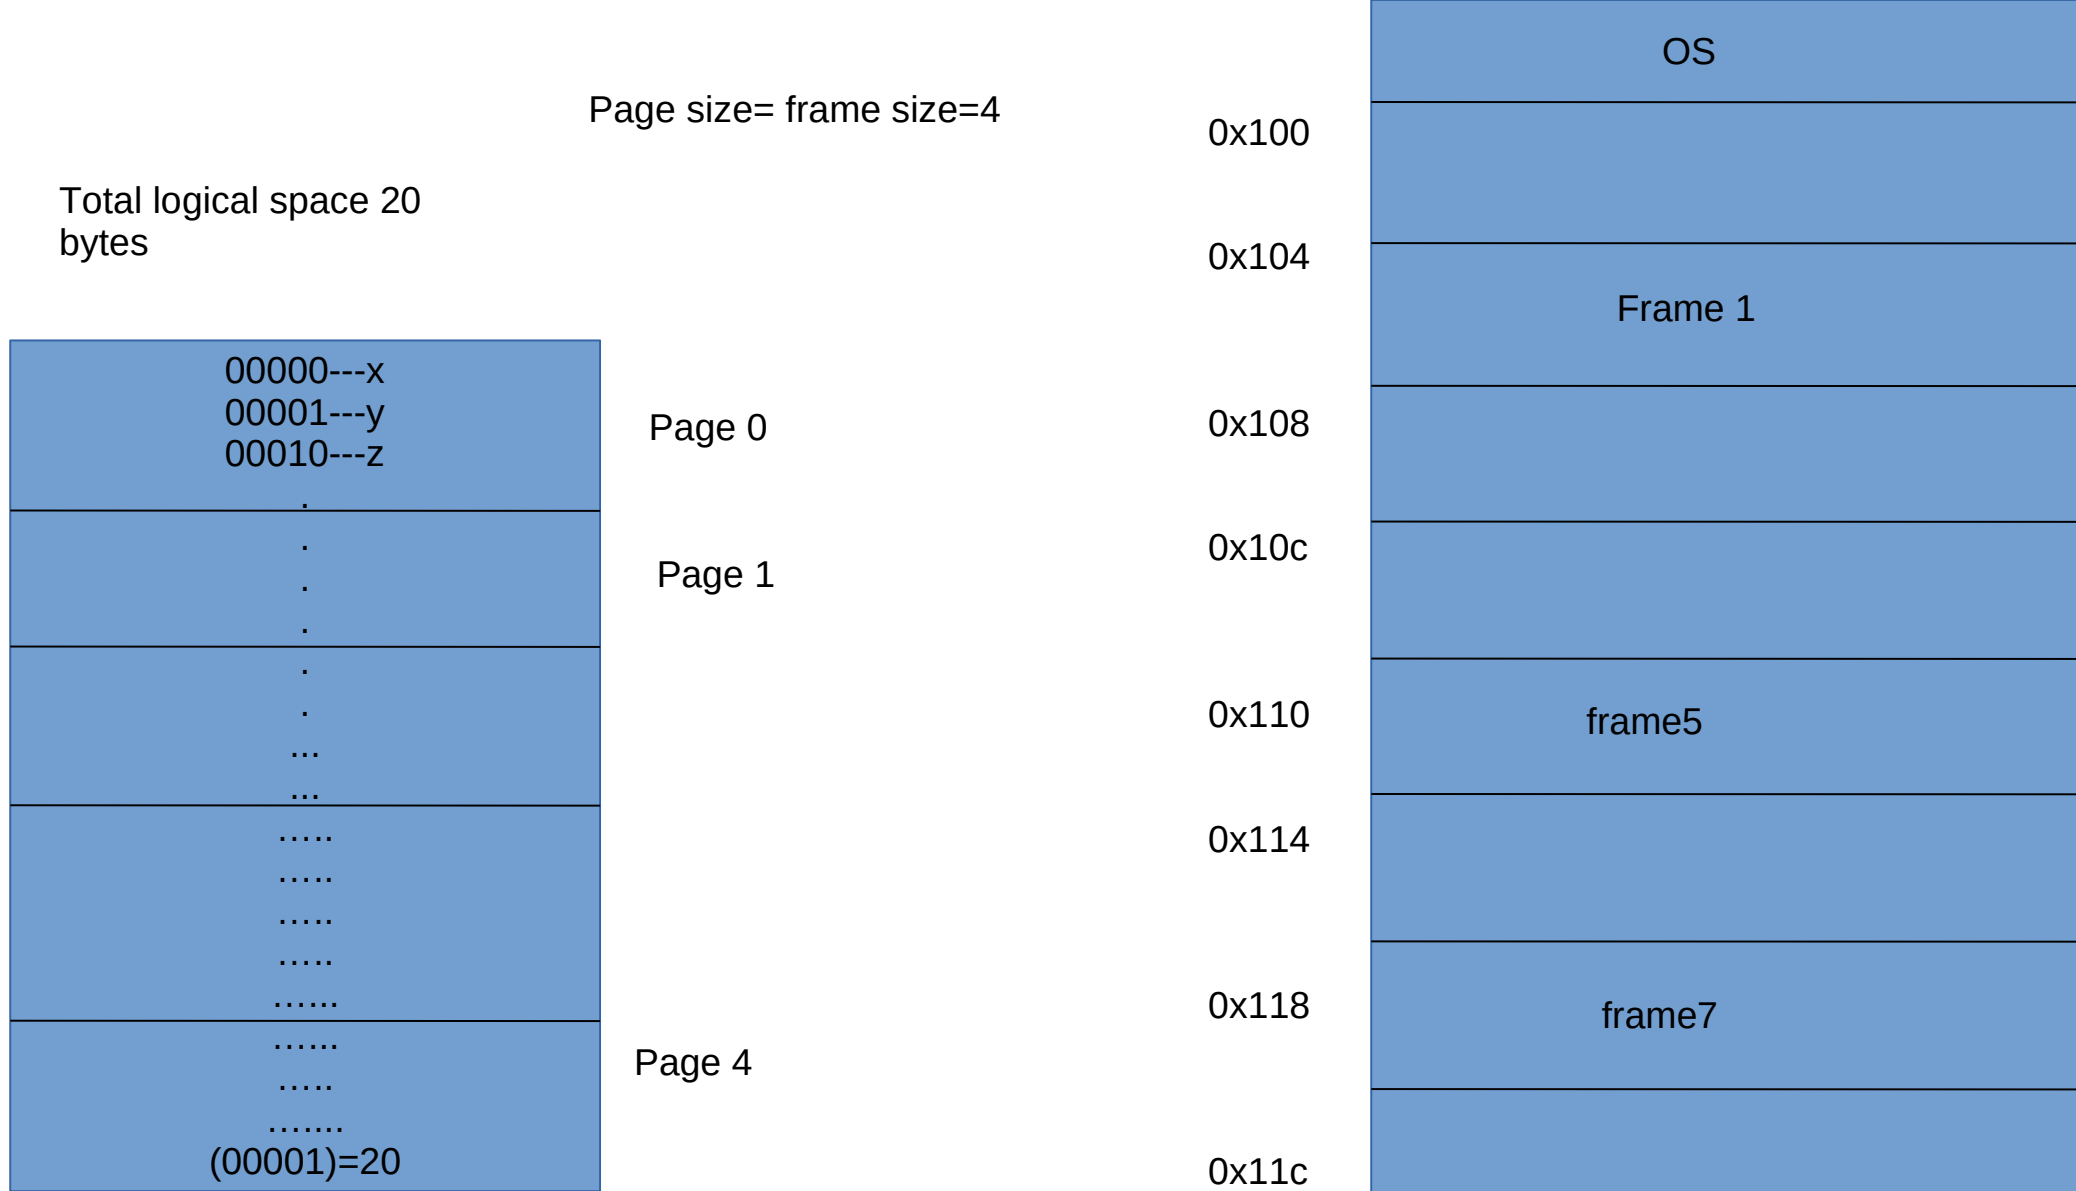 OS
Page size= frame size=4
0x100
Total logical space 20
bytes
0x104
Frame 1
00000---x
00001---y
00010---z
.
Page 0
0x108
.
.
.
Page 1
0x10c
.
.
...
...
0x110
frame5
…..
…..
…..
…..
…...
0x114
0x118
frame7
…...
…..
…....
(00001)=20
Page 4
0x11c